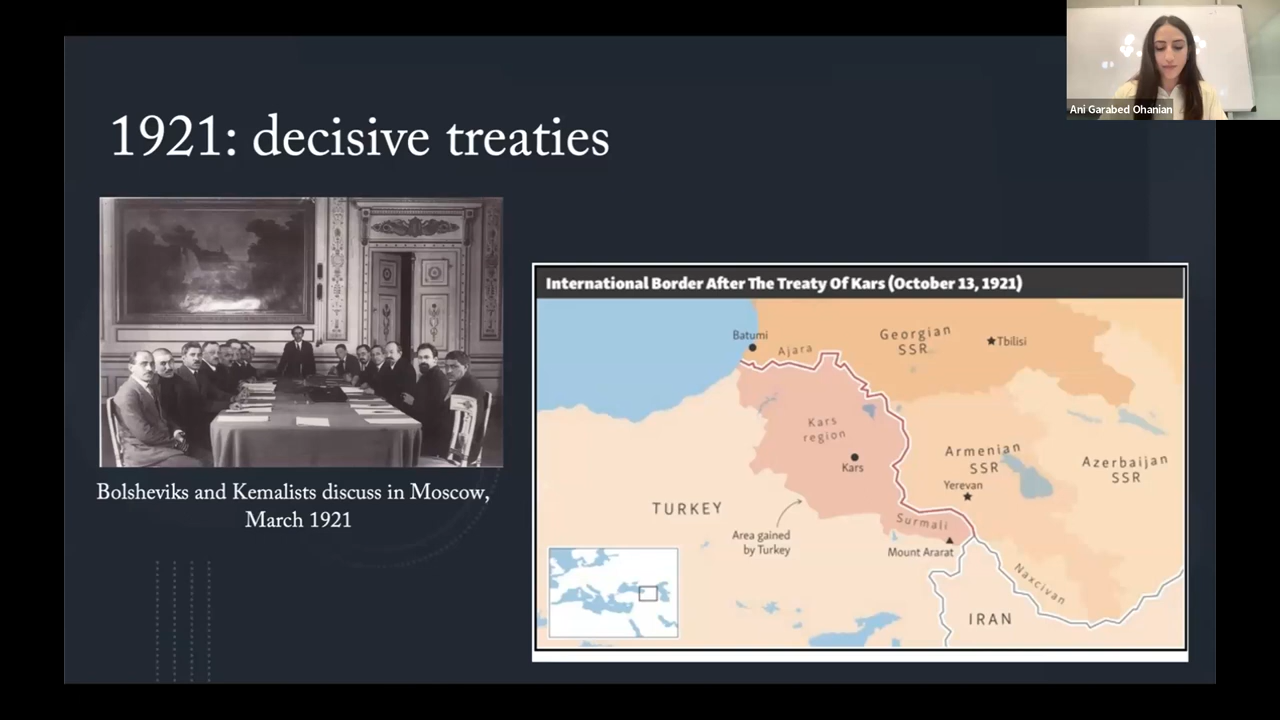 Ani Garabed Ohanian
1921: decisive treaties
Bolsheviks and Kemalists discuss in Moscow,
March 1921
International Border After The Treaty Of Kars (October 13, 1921)
Batumi
Ajara
Georgian
SSR
Tbilisi
Kars
region
Kars
Armenian
SSR
Yerevan
Azerbaijan
SSR
TURKEY
Surmali
Area gained
by Turkey
Mount Ararat
Naxcivan
IRAN